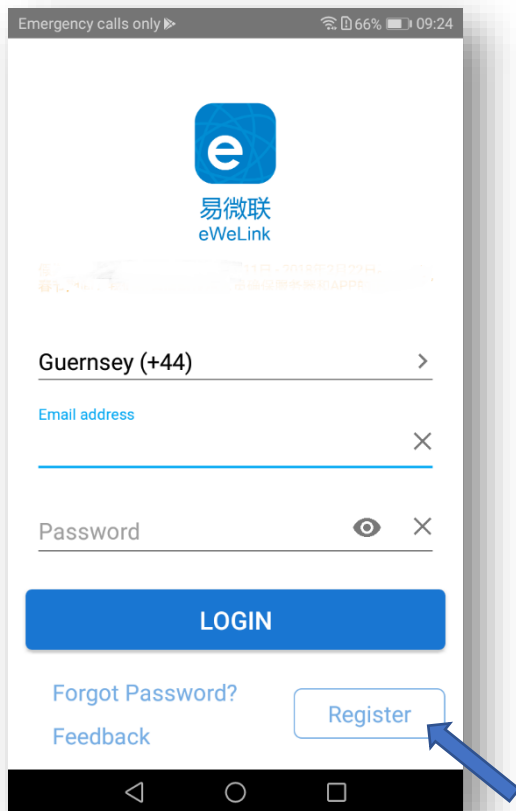 Emergency calls only 66% 09:24
e
易微联
eWeLink
Guernsey (+44)
Email address
Password
LOGIN
Forgot Password?
Register
Feedback